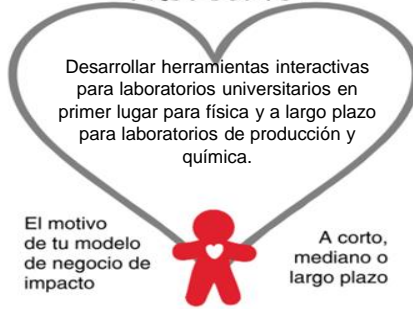 Desarrollar herramientas interactivas
para laboratorios universitarios en
primer lugar para física y a largo plazo
para laboratorios de producción y
química.
El motivo
de tu modelo
de negocio de
impacto
A corto,
mediano o
largo plazo